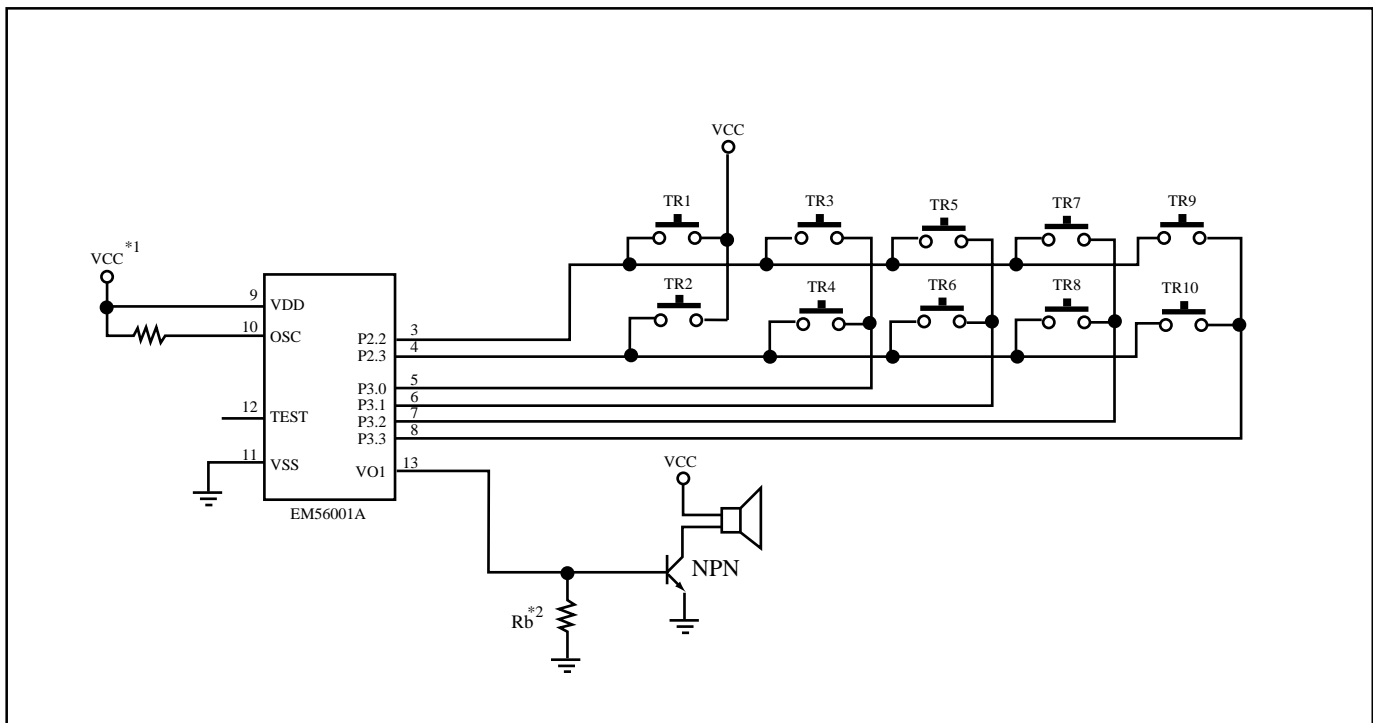 VCC
TR1 TR3 TR5 TR7 TR9
VCC*1
TR2 TR4 TR6 TR8 TR10
9 VDD
10 OSC
P2.2 3
P2.3 4
P3.0 5
P3.1 6
12 TEST
P3.2 7
P3.3 8
11 VSS
VO1 13
VCC
EM56001A
NPN
Rb*2